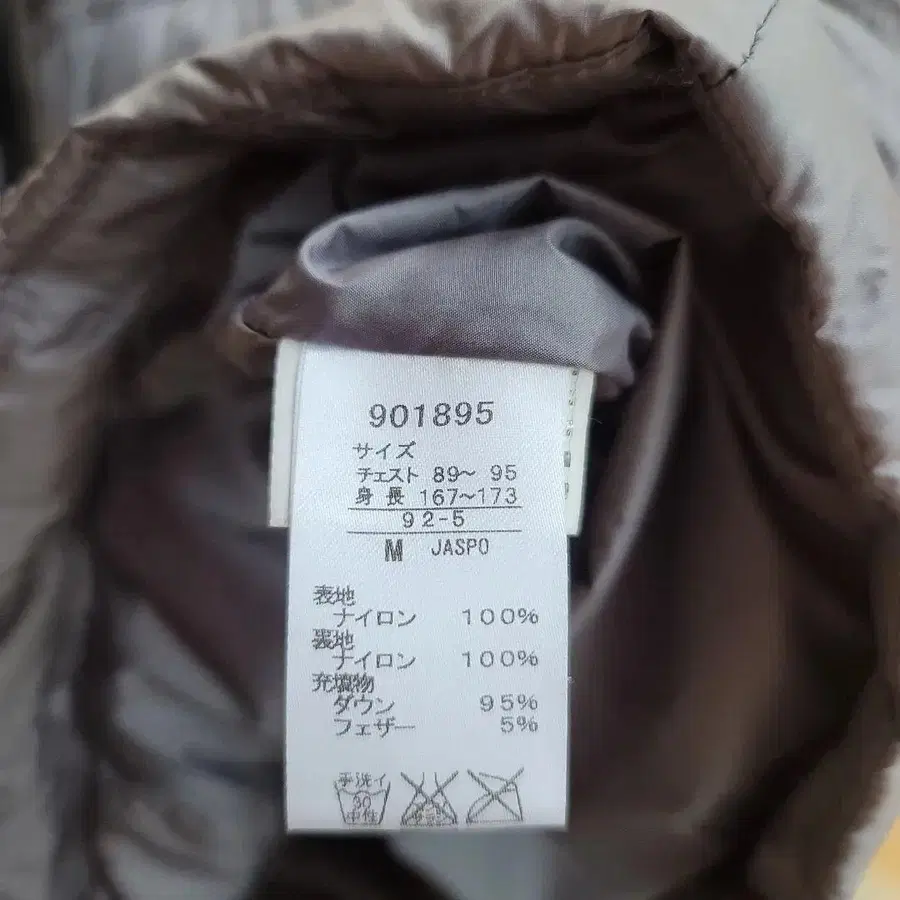 901895
サイズ
チェスト 89～ 95
身長 167～173
92-5
M JASPO
表地
ナイロン 100%
裏地
ナイロン 100%
充填物
ダウン 95%
フェザー 5%
手洗イ
30
中性